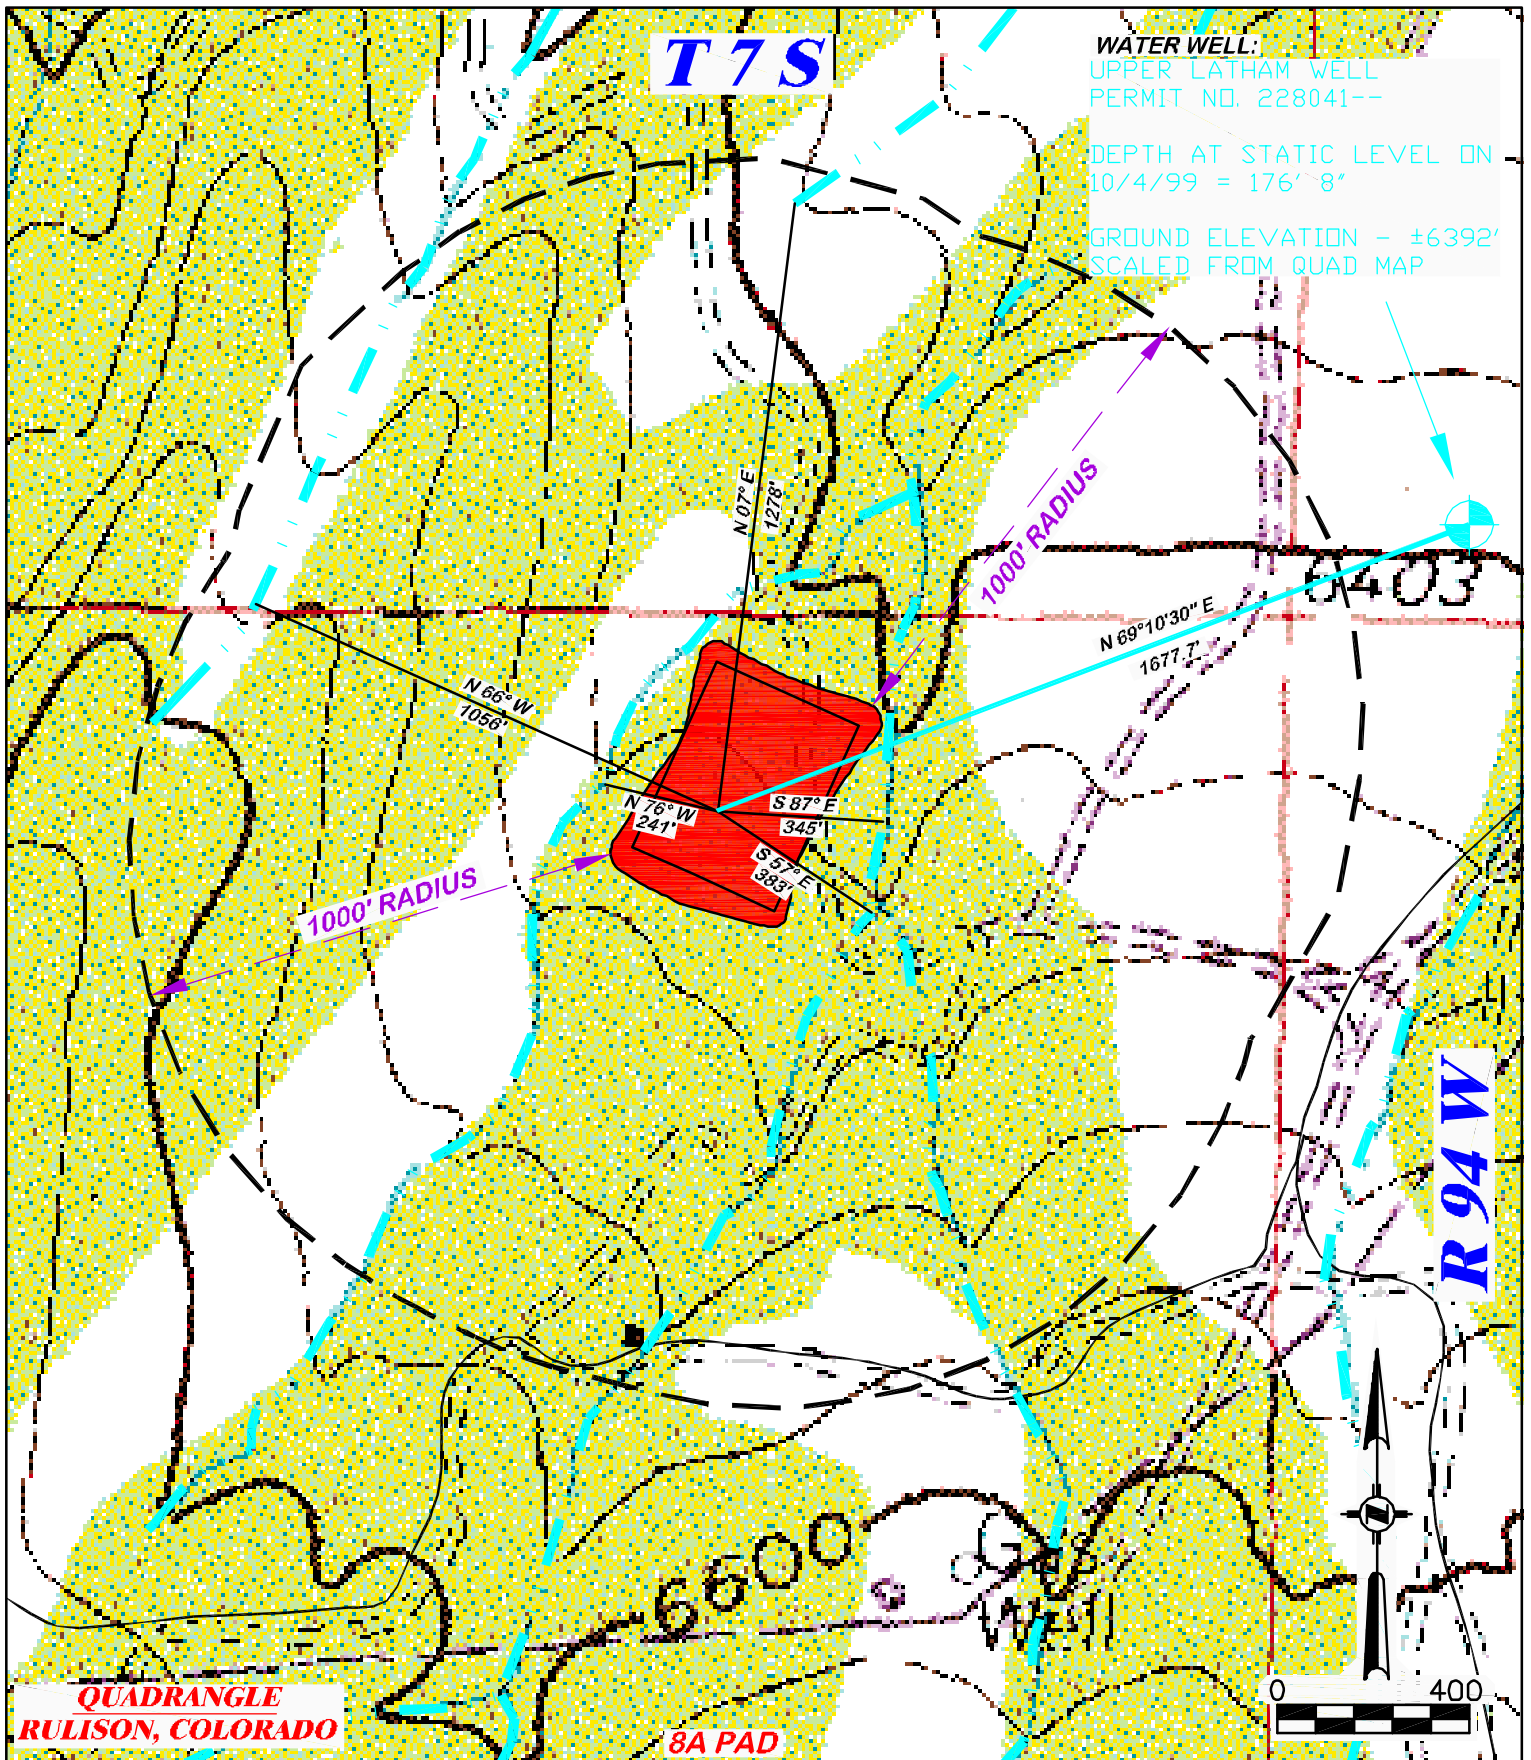 T 7 S
WATER WELL:
UPPER LATHAM WELL
PERMIT NO. 228041--
DEPTH AT STATIC LEVEL ON
10/4/99 = 176' 8"
GROUND ELEVATION - ±6392'
SCALED FROM QUAD MAP
N 07° E
1278'
1000' RADIUS
6403
N 69°10'30" E
1677.7'
N 66° W
1056'
N 76° W
241'
S 87° E
345'
S 57° E
383'
1000' RADIUS
R 94 W
6600
N
QUADRANGLE
RULISON, COLORADO
8A PAD
0 400